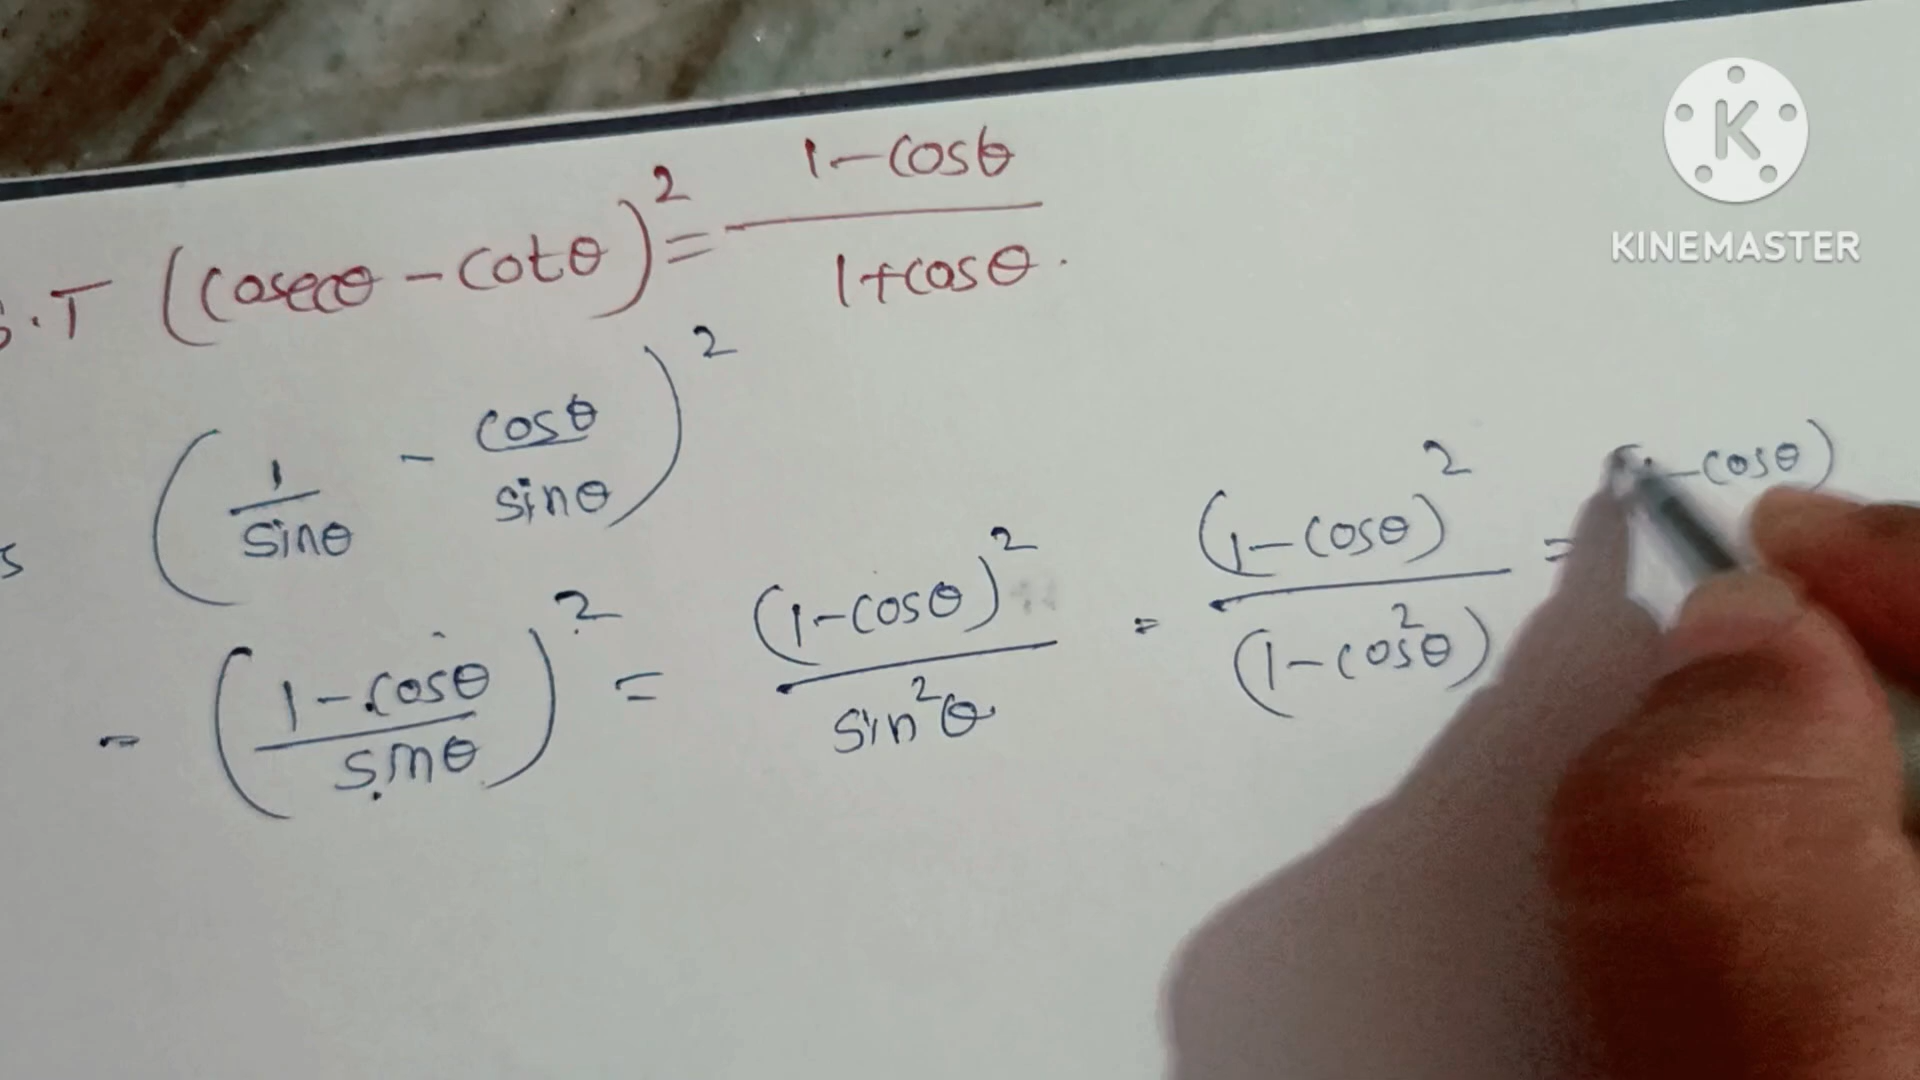 S.T (cosecθ - cotθ)² = 1-cosθ / 1+cosθ.
(1/sinθ - cosθ/sinθ)²
= (1-cosθ/sinθ)² = (1-cosθ)²/sin²θ = (1-cosθ)²/(1-cos²θ) = -cosθ)
KINEMASTER